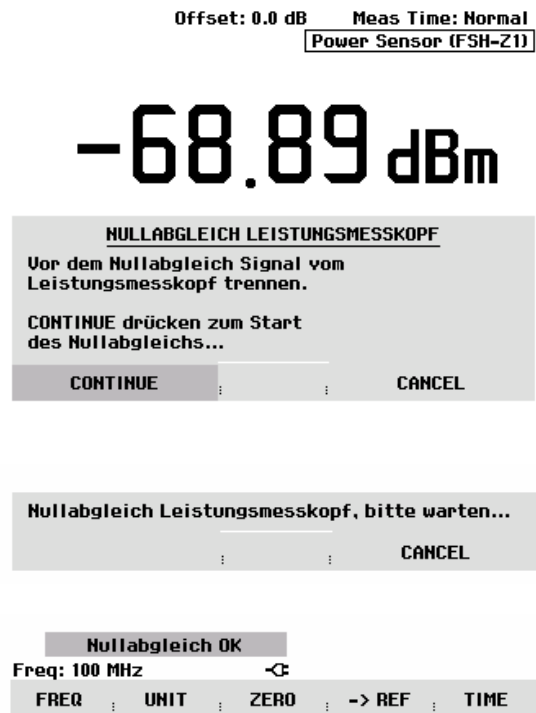 Offset: 0.0 dB Meas Time: Normal
Power Sensor (FSH-Z1)
-68.89 dBm
NULLABGLEICH LEISTUNGSMESSKOPF
Vor dem Nullabgleich Signal vom
Leistungsmesskopf trennen.
CONTINUE drücken zum Start
des Nullabgleichs...
CONTINUE CANCEL
Nullabgleich Leistungsmesskopf, bitte warten...
CANCEL
Nullabgleich OK
Freq: 100 MHz
FREQ UNIT ZERO -> REF TIME